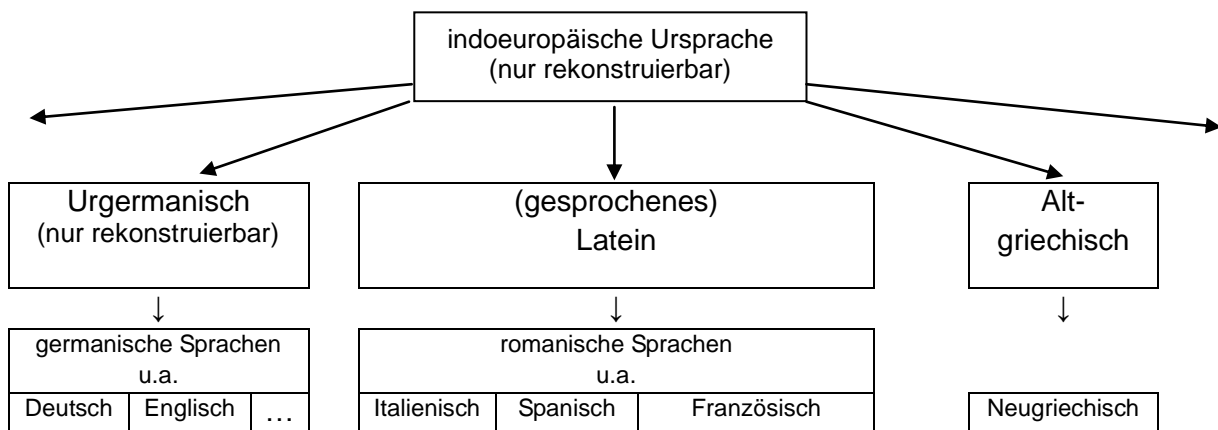 indoeuropäische Ursprache
(nur rekonstruierbar)
Urgermanisch
(nur rekonstruierbar)
(gesprochenes)
Latein
Alt-
griechisch
↓
↓
↓
germanische Sprachen
u.a.
romanische Sprachen
u.a.
Deutsch
Englisch
…
Italienisch
Spanisch
Französisch
Neugriechisch